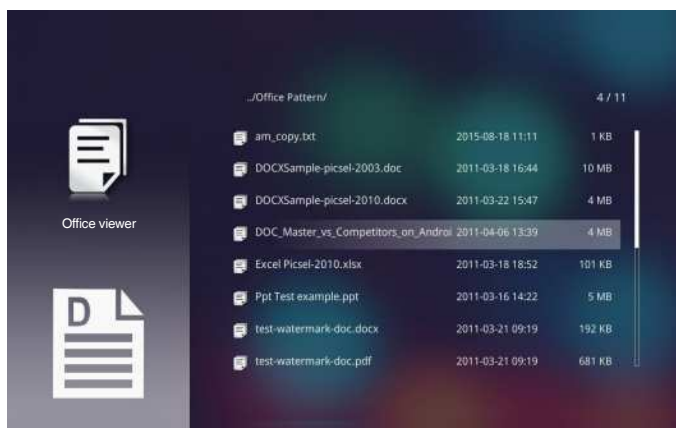 ../Office Pattern/ 4 / 11
am_copy.txt 2015-08-18 11:11 1 KB
DOCXSample-picsel-2003.doc 2011-03-18 16:44 10 MB
DOCXSample-picsel-2010.docx 2011-03-22 15:47 4 MB
Office viewer
DOC_Master_vs_Competitors_on_Androi 2011-04-06 13:39 4 MB
Excel Picsel-2010.xlsx 2011-03-18 18:52 101 KB
Ppt Test example.ppt 2011-03-16 14:22 5 MB
D
test-watermark-doc.docx 2011-03-21 09:19 192 KB
test-watermark-doc.pdf 2011-03-21 09:19 681 KB